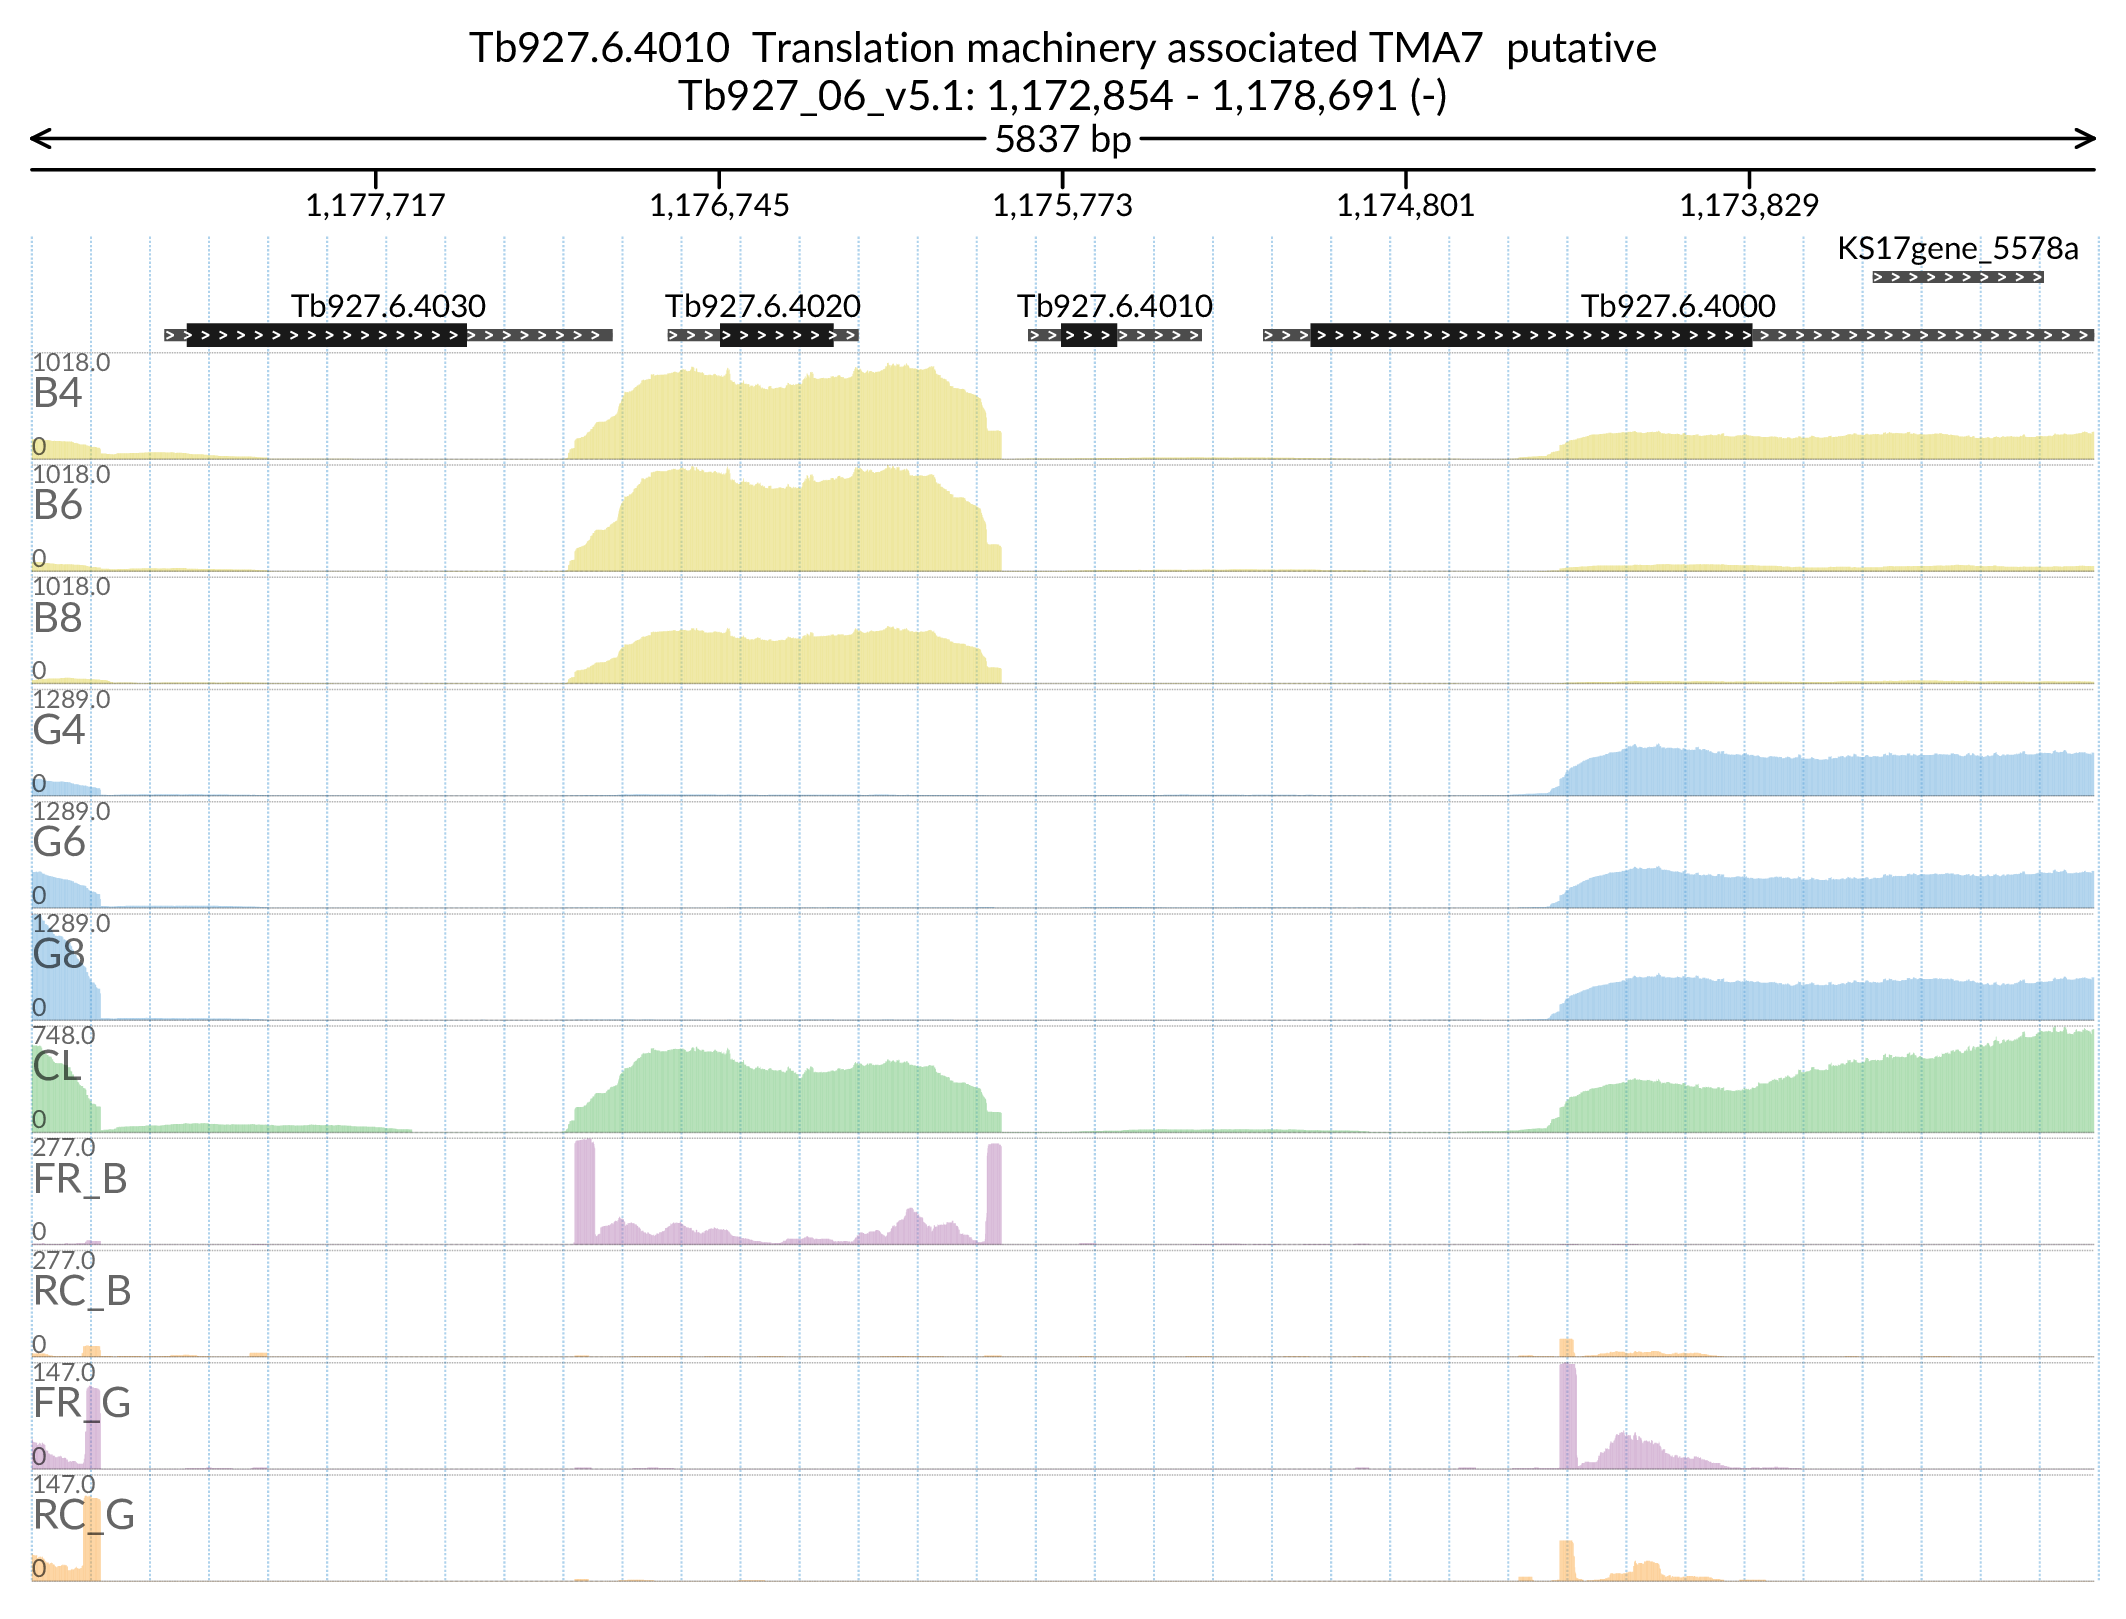 Tb927.6.4010  Translation machinery associated TMA7  putative
Tb927_06_v5.1: 1,172,854 - 1,178,691 (-)
5837 bp
1,177,717 1,176,745 1,175,773 1,174,801 1,173,829
KS17gene_5578a
Tb927.6.4030 Tb927.6.4020 Tb927.6.4010 Tb927.6.4000
1018.0
B4
0
1018.0
B6
0
1018.0
B8
0
1289.0
G4
0
1289.0
G6
0
1289.0
G8
0
748.0
CL
0
277.0
FR_B
0
277.0
RC_B
0
147.0
FR_G
0
147.0
RC_G
0